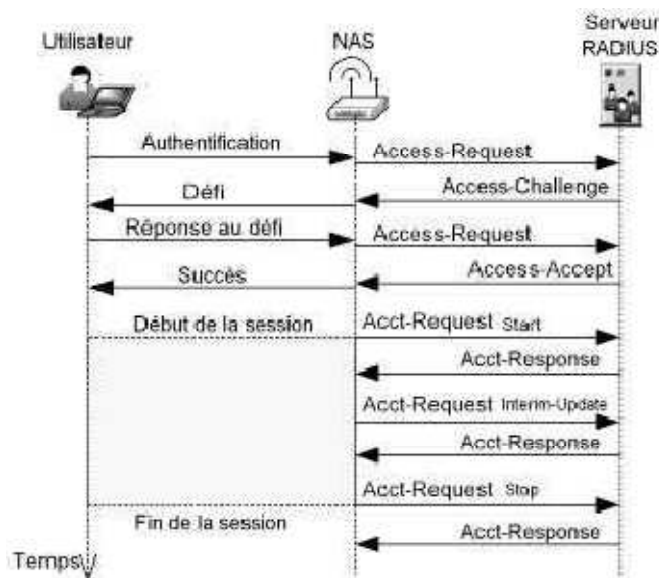 Utilisateur
NAS
Serveur
RADIUS
Authentification
Access-Request
Défi
Access-Challenge
Réponse au défi
Access-Request
Succès
Access-Accept
Début de la session
Acct-Request Start
Acct-Response
Acct-Request Interim-Update
Acct-Response
Acct-Request Stop
Fin de la session
Acct-Response
Temps